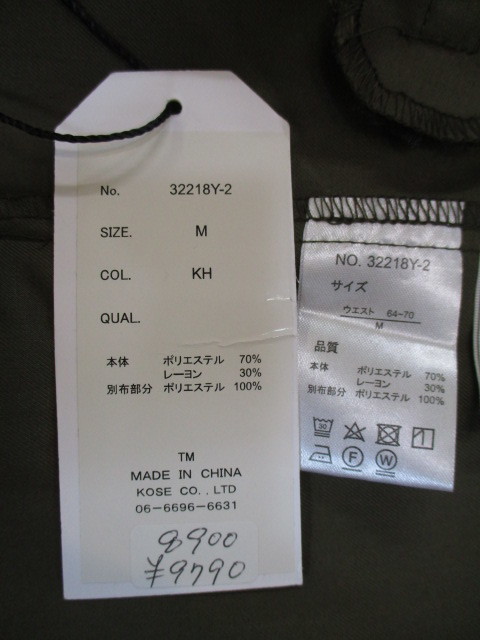 No. 32218Y-2
SIZE. M
COL. KH
QUAL.
本体 ポリエステル 70%
レーヨン 30%
別布部分 ポリエステル 100%
TM
MADE IN CHINA
KOSE CO.,LTD
06-6696-6631
8900
¥9790
NO. 32218Y-2
サイズ
ウエスト 64-70
M
品質
本体 ポリエステル 70%
レーヨン 30%
別布部分 ポリエステル 100%
30
F
W